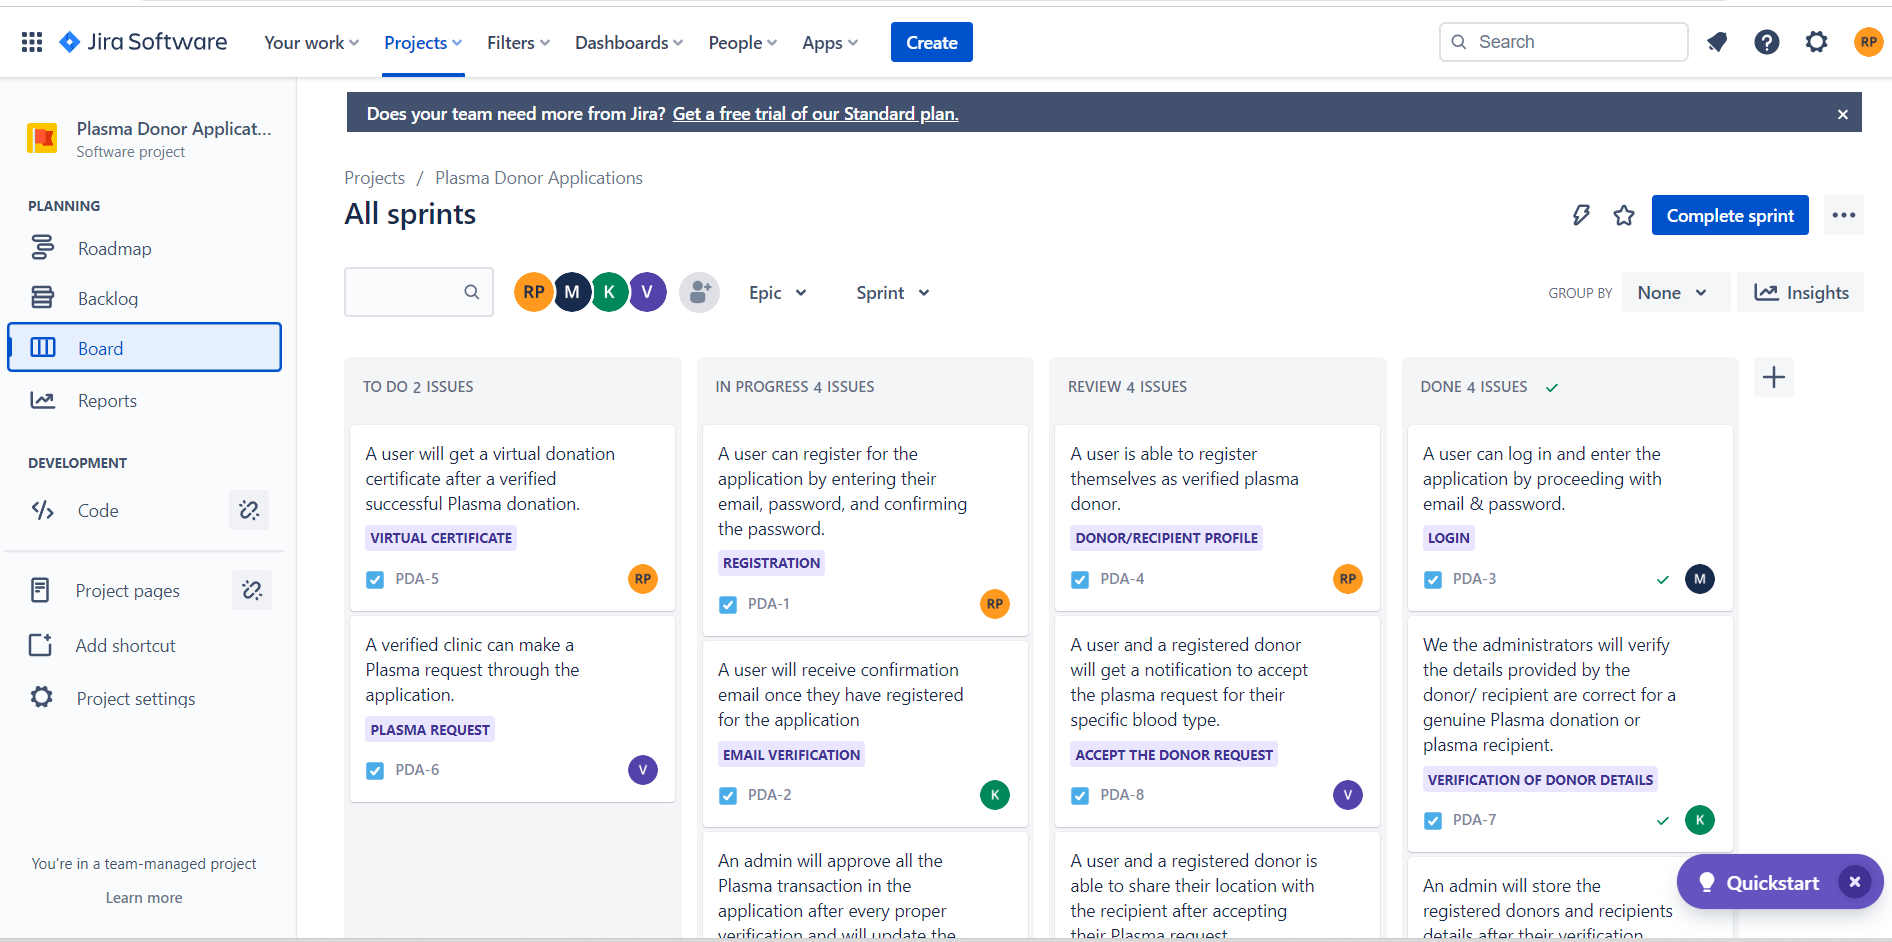 Jira Software
Your work
Projects
Filters
Dashboards
People
Apps
Create
Search
RP
Plasma Donor Applicat...
Software project
PLANNING
Roadmap
Backlog
Board
Reports
DEVELOPMENT
Code
Project pages
Add shortcut
Project settings
You're in a team-managed project
Learn more
Does your team need more from Jira? Get a free trial of our Standard plan.
Projects / Plasma Donor Applications
All sprints
Complete sprint
RP M K V
Epic
Sprint
GROUP BY
None
Insights
TO DO 2 ISSUES
A user will get a virtual donation
certificate after a verified
successful Plasma donation.
VIRTUAL CERTIFICATE
PDA-5
RP
A verified clinic can make a
Plasma request through the
application.
PLASMA REQUEST
PDA-6
V
IN PROGRESS 4 ISSUES
A user can register for the
application by entering their
email, password, and confirming
the password.
REGISTRATION
PDA-1
RP
A user will receive confirmation
email once they have registered
for the application
EMAIL VERIFICATION
PDA-2
K
An admin will approve all the
Plasma transaction in the
application after every proper
verification and will update the
REVIEW 4 ISSUES
A user is able to register
themselves as verified plasma
donor.
DONOR/RECIPIENT PROFILE
PDA-4
RP
A user and a registered donor
will get a notification to accept
the plasma request for their
specific blood type.
ACCEPT THE DONOR REQUEST
PDA-8
V
A user and a registered donor is
able to share their location with
the recipient after accepting
their Plasma request
DONE 4 ISSUES
A user can log in and enter the
application by proceeding with
email & password.
LOGIN
PDA-3
M
We the administrators will verify
the details provided by the
donor/ recipient are correct for a
genuine Plasma donation or
plasma recipient.
VERIFICATION OF DONOR DETAILS
PDA-7
K
An admin will store the
registered donors and recipients
details after their verification
Quickstart